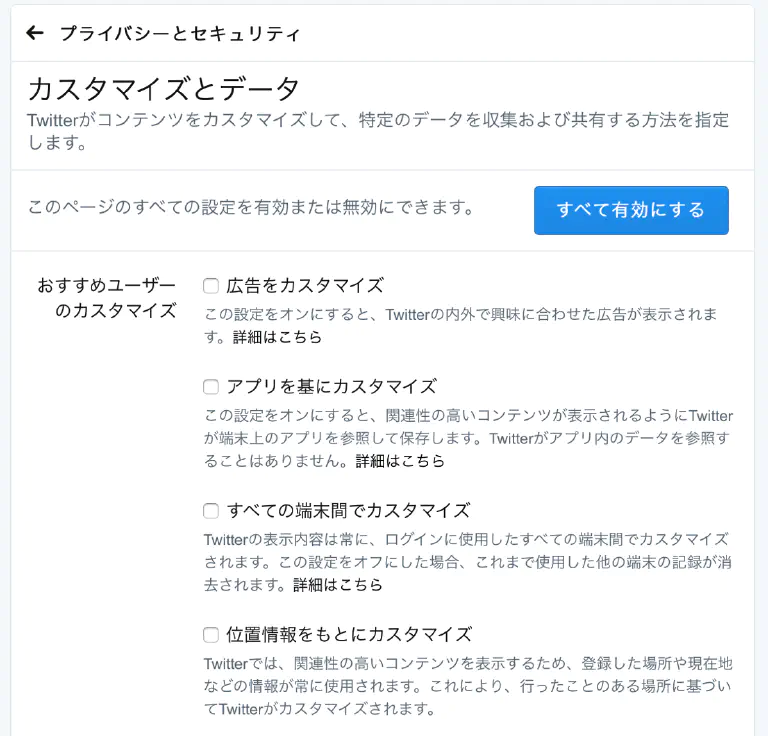 ← プライバシーとセキュリティ
カスタマイズとデータ
Twitterがコンテンツをカスタマイズして、特定のデータを収集および共有する方法を指定
します。
このページのすべての設定を有効または無効にできます。
すべて有効にする
おすすめユーザー
のカスタマイズ
広告をカスタマイズ
この設定をオンにすると、Twitterの内外で興味に合わせた広告が表示されま
す。詳細はこちら
アプリを基にカスタマイズ
この設定をオンにすると、関連性の高いコンテンツが表示されるようにTwitter
が端末上のアプリを参照して保存します。Twitterがアプリ内のデータを参照す
ることはありません。詳細はこちら
すべての端末間でカスタマイズ
Twitterの表示内容は常に、ログインに使用したすべての端末間でカスタマイズ
されます。この設定をオフにした場合、これまで使用した他の端末の記録が消
去されます。詳細はこちら
位置情報をもとにカスタマイズ
Twitterでは、関連性の高いコンテンツを表示するため、登録した場所や現在地
などの情報が常に使用されます。これにより、行ったことのある場所に基づい
てTwitterがカスタマイズされます。